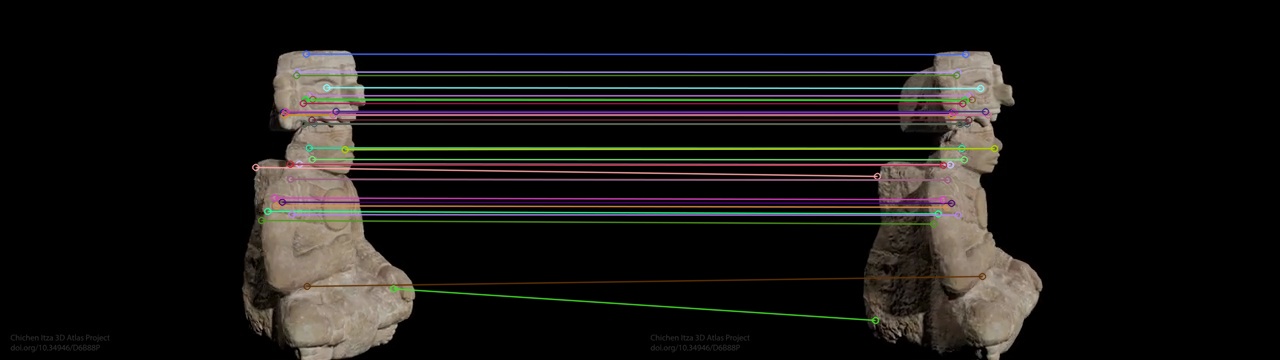 Chichen Itza 3D Atlas Project
doi.org/10.34946/D6B88P
Chichen Itza 3D Atlas Project
doi.org/10.34946/D6B88P